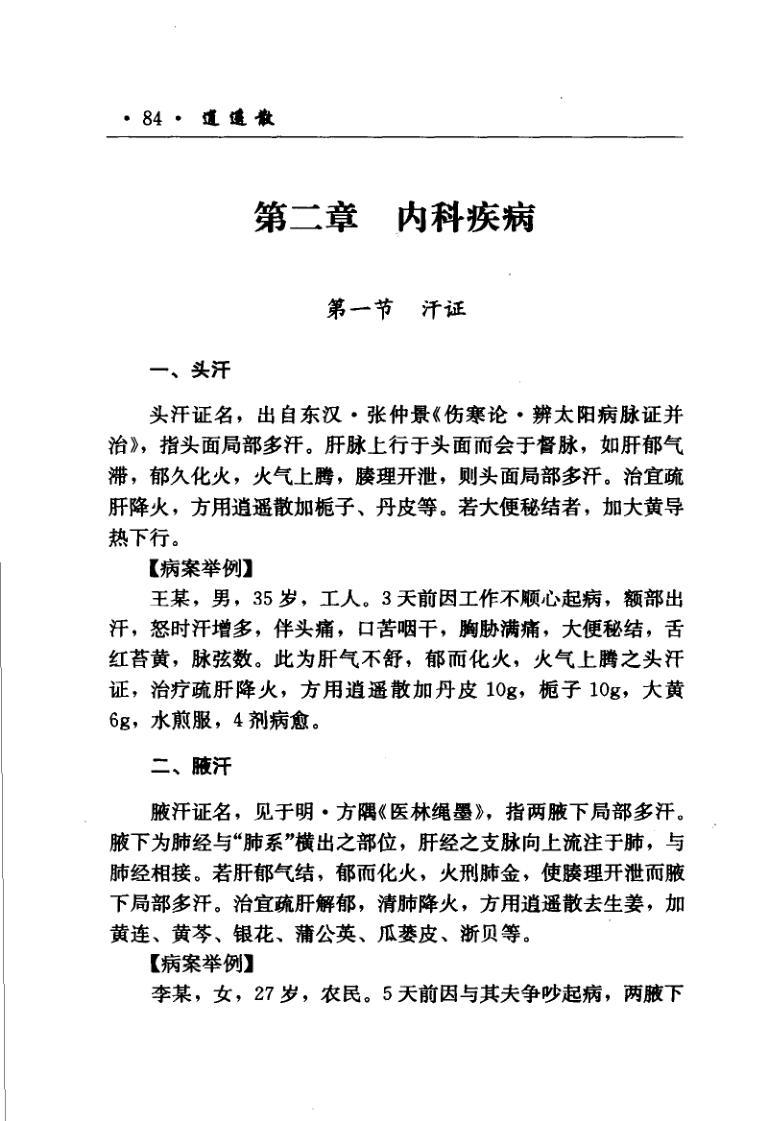 · 84 · 逍遥散
第二章 内科疾病
第一节 汗证
一、头汗
头汗证名，出自东汉·张仲景《伤寒论·辨太阳病脉证并
治》，指头面局部多汗。肝脉上行于头面而会于督脉，如肝郁气
滞，郁久化火，火气上腾，腠理开泄，则头面局部多汗。治宜疏
肝降火，方用逍遥散加栀子、丹皮等。若大便秘结者，加大黄导
热下行。
【病案举例】
王某，男，35岁，工人。3天前因工作不顺心起病，额部出
汗，怒时汗增多，伴头痛，口苦咽干，胸胁满痛，大便秘结，舌
红苔黄，脉弦数。此为肝气不舒，郁而化火，火气上腾之头汗
证，治疗疏肝降火，方用逍遥散加丹皮10g，栀子10g，大黄
6g，水煎服，4剂病愈。
二、腋汗
腋汗证名，见于明·方隅《医林绳墨》，指两腋下局部多汗。
腋下为肺经与“肺系”横出之部位，肝经之支脉向上流注于肺，与
肺经相接。若肝郁气结，郁而化火，火刑肺金，使腠理开泄而腋
下局部多汗。治宜疏肝解郁，清肺降火，方用逍遥散去生姜，加
黄连、黄芩、银花、蒲公英、瓜蒌皮、浙贝等。
【病案举例】
李某，女，27岁，农民。5天前因与其夫争吵起病，两腋下